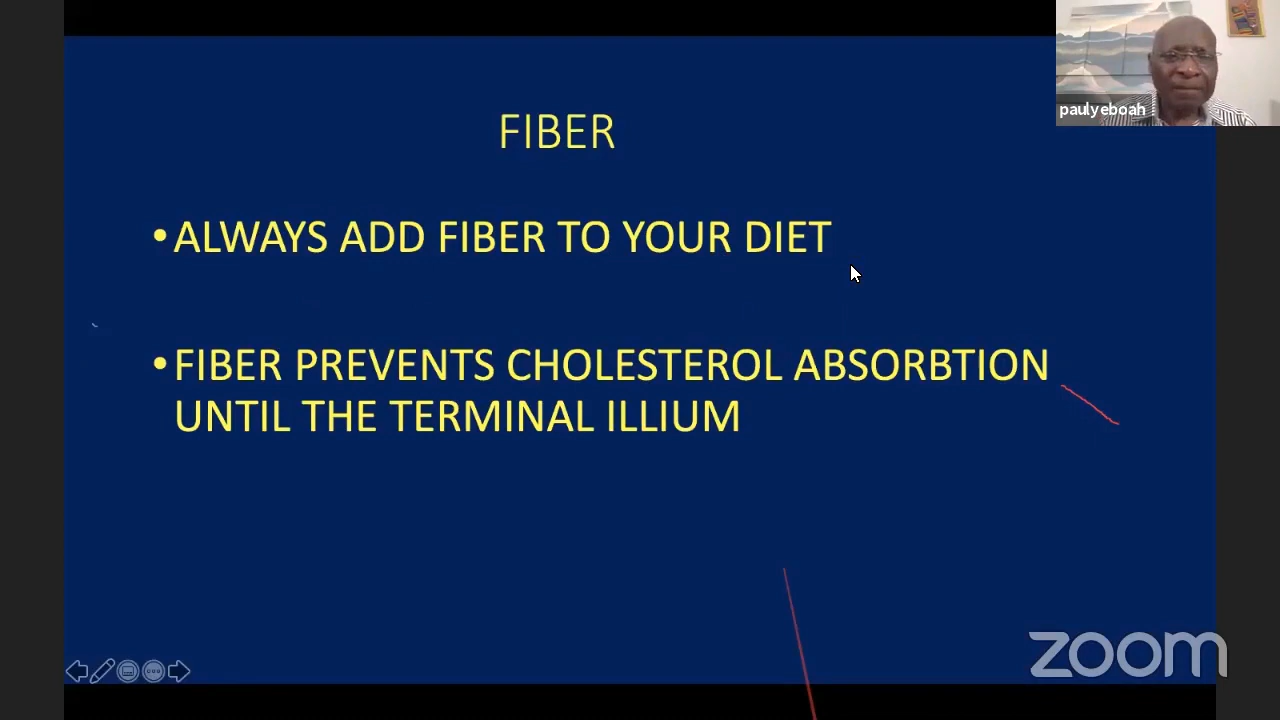 paulyeboah
FIBER
•ALWAYS ADD FIBER TO YOUR DIET
•FIBER PREVENTS CHOLESTEROL ABSORBTION
UNTIL THE TERMINAL ILLIUM
zoom